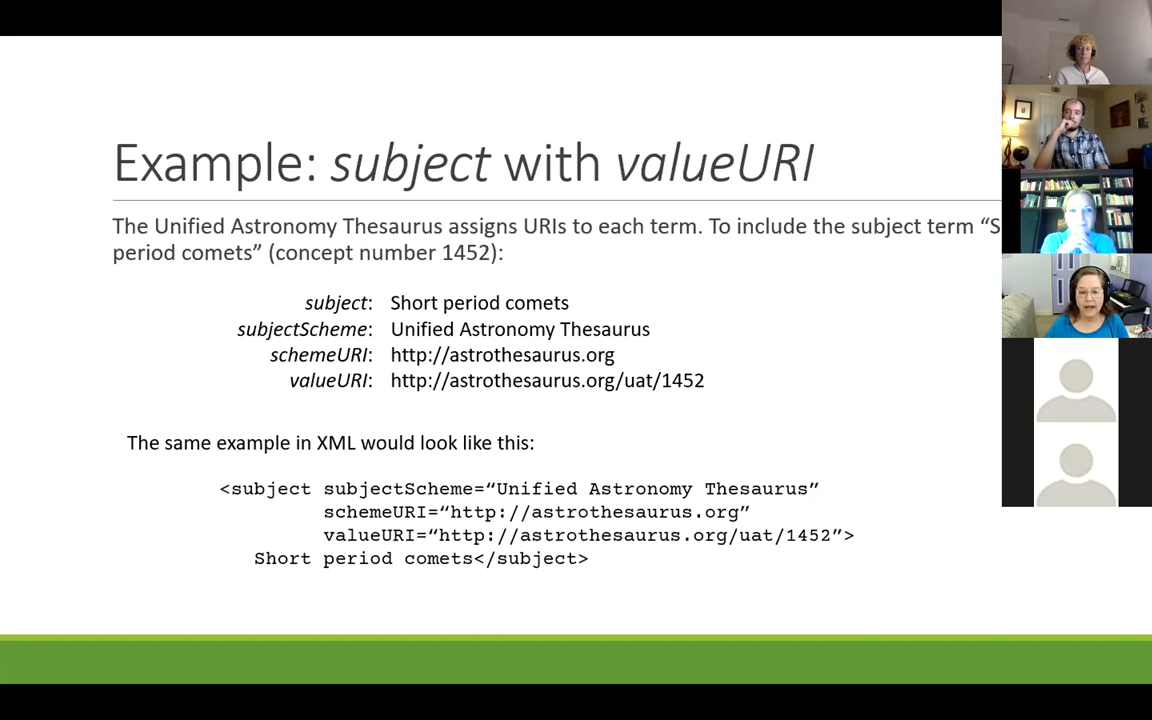 Example: subject with valueURI
The Unified Astronomy Thesaurus assigns URIs to each term. To include the subject term “S
period comets” (concept number 1452):
subject: Short period comets
subjectScheme: Unified Astronomy Thesaurus
schemeURI: http://astrothesaurus.org
valueURI: http://astrothesaurus.org/uat/1452
The same example in XML would look like this:
<subject subjectScheme=“Unified Astronomy Thesaurus”
schemeURI=“http://astrothesaurus.org”
valueURI=“http://astrothesaurus.org/uat/1452”>
Short period comets</subject>